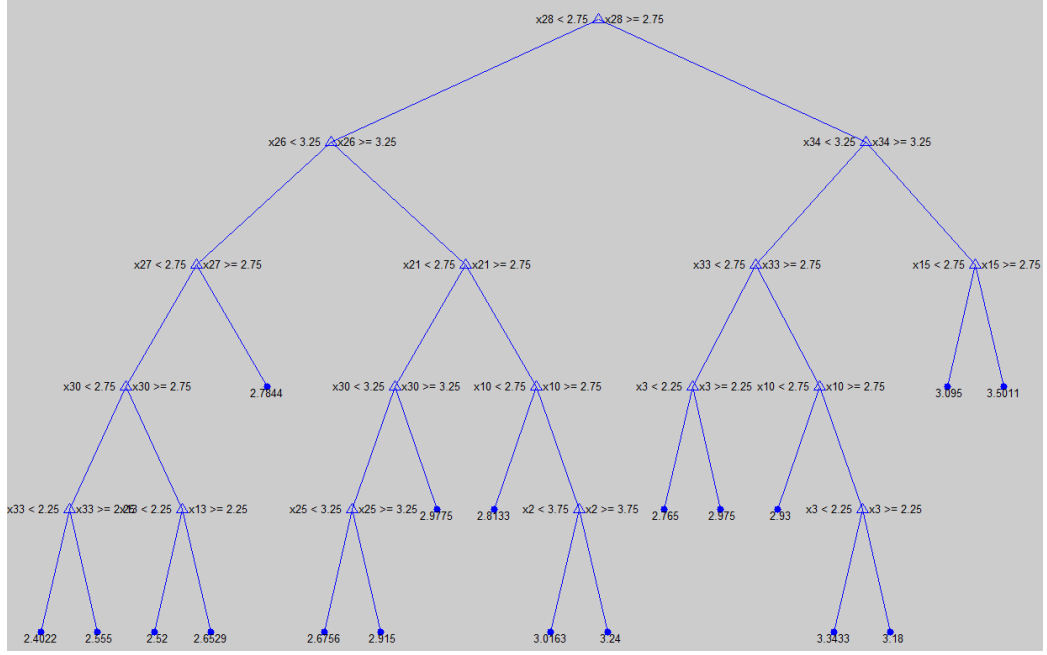 x28 < 2.75 x28 >= 2.75
x26 < 3.25 x26 >= 3.25 x34 < 3.25 x34 >= 3.25
x27 < 2.75 x27 >= 2.75 x21 < 2.75 x21 >= 2.75 x33 < 2.75 x33 >= 2.75 x15 < 2.75 x15 >= 2.75
x30 < 2.75 x30 >= 2.75 2.7844 x30 < 3.25 x30 >= 3.25 x10 < 2.75 x10 >= 2.75 x3 < 2.25 x3 >= 2.25 x10 < 2.75 x10 >= 2.75 3.095 3.5011
x33 < 2.25 x33 >= 2.25 x13 < 2.25 x13 >= 2.25 x25 < 3.25 x25 >= 3.25 2.9775 2.8133 x2 < 3.75 x2 >= 3.75 2.765 2.975 2.93 x3 < 2.25 x3 >= 2.25
2.4022 2.555 2.52 2.6529 2.6756 2.915 3.0163 3.24 3.3433 3.18